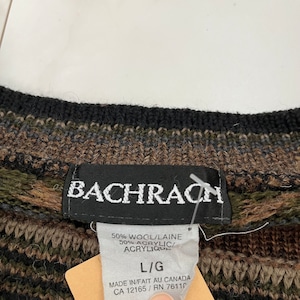 BACHRACH
50% WOOL/LAINE
50% ACRYLIC/
ACRYLIQUE
L/G
MADE IN/FAIT AU CANADA
CA 12165 / RN 76110